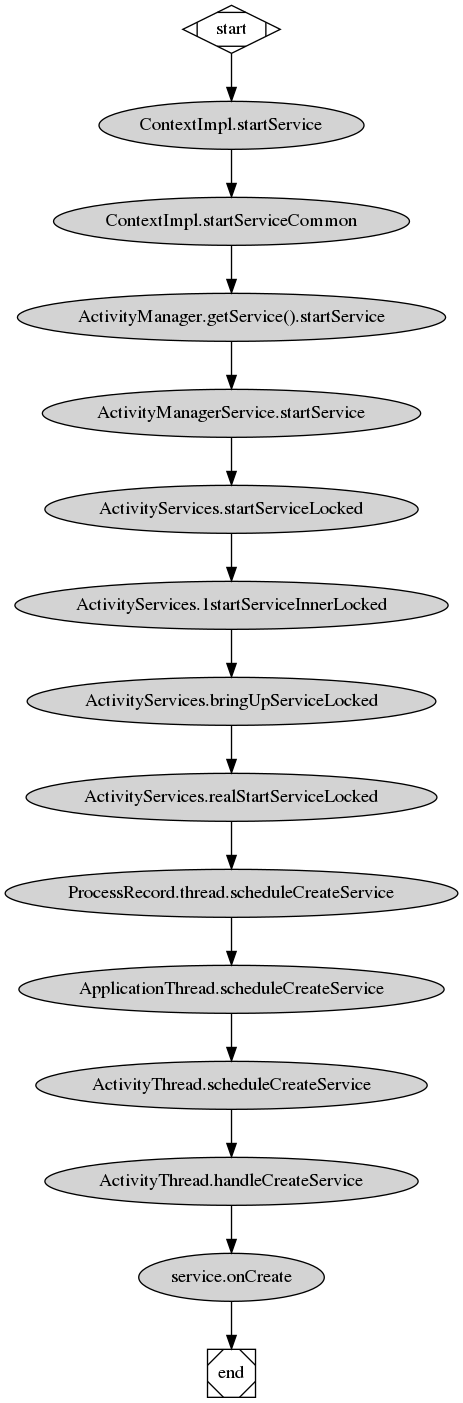 start
ContextImpl.startService
ContextImpl.startServiceCommon
ActivityManager.getService().startService
ActivityManagerService.startService
ActivityServices.startServiceLocked
ActivityServices.1startServiceInnerLocked
ActivityServices.bringUpServiceLocked
ActivityServices.realStartServiceLocked
ProcessRecord.thread.scheduleCreateService
ApplicationThread.scheduleCreateService
ActivityThread.scheduleCreateService
ActivityThread.handleCreateService
service.onCreate
end